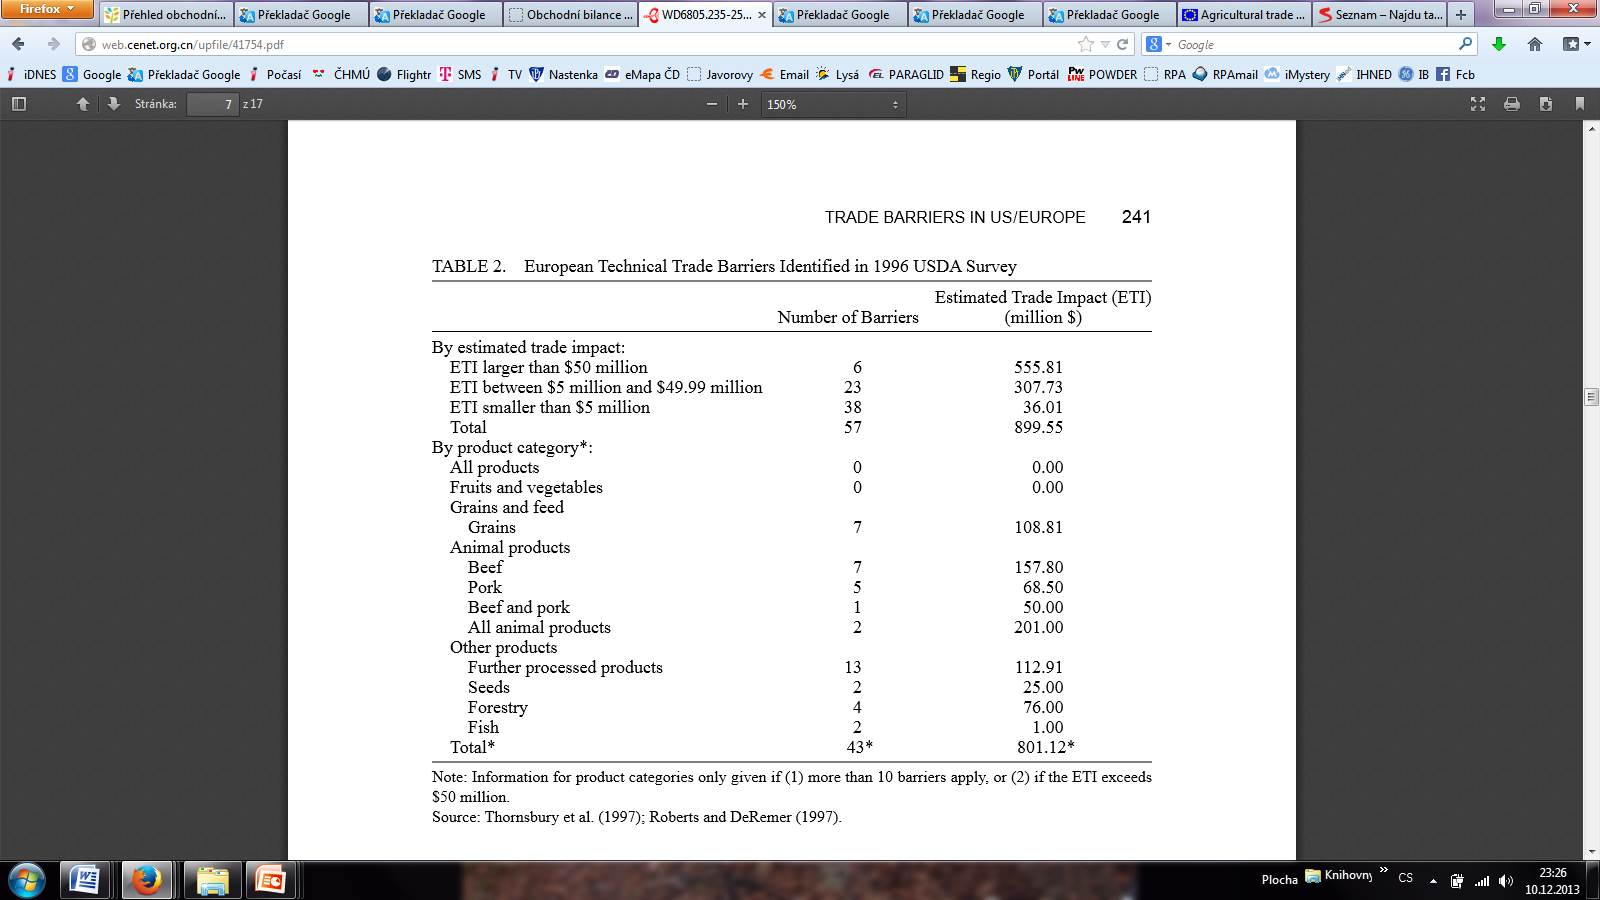 Firefox
Přehled obchodní...
Překladač Google
Překladač Google
Obchodní bilance ...
WD6805.235-25...
Překladač Google
Překladač Google
Překladač Google
Agricultural trade ...
Seznam – Najdu ta...
web.cenet.org.cn/upfile/41754.pdf
Google
iDNES Google Překladač Google Počasí ČHMÚ Flightr SMS TV Nastenka eMapa ČD Javorovy Email Lysá PARAGLID Regio Portál POWDER RPA RPAmail iMystery IHNED IB Fcb
Stránka: 7 z 17 150%
TRADE BARRIERS IN US/EUROPE 241
TABLE 2. European Technical Trade Barriers Identified in 1996 USDA Survey
Estimated Trade Impact (ETI)
Number of Barriers (million $)
By estimated trade impact:
ETI larger than $50 million 6 555.81
ETI between $5 million and $49.99 million 23 307.73
ETI smaller than $5 million 38 36.01
Total 57 899.55
By product category*:
All products 0 0.00
Fruits and vegetables 0 0.00
Grains and feed
Grains 7 108.81
Animal products
Beef 7 157.80
Pork 5 68.50
Beef and pork 1 50.00
All animal products 2 201.00
Other products
Further processed products 13 112.91
Seeds 2 25.00
Forestry 4 76.00
Fish 2 1.00
Total* 43* 801.12*
Note: Information for product categories only given if (1) more than 10 barriers apply, or (2) if the ETI exceeds
$50 million.
Source: Thornsbury et al. (1997); Roberts and DeRemer (1997).
Plocha Knihovny » CS 23:26
10.12.2013